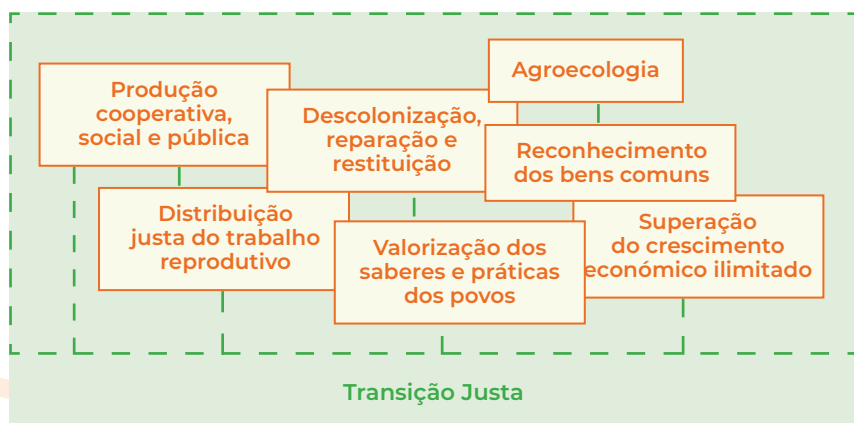 Produção
cooperativa,
social e pública
Descolonização,
reparação e
restituição
Agroecologia
Reconhecimento
dos bens comuns
Distribuição
justa do trabalho
reprodutivo
Valorização dos
saberes e práticas
dos povos
Superação
do crescimento
económico ilimitado
Transição Justa